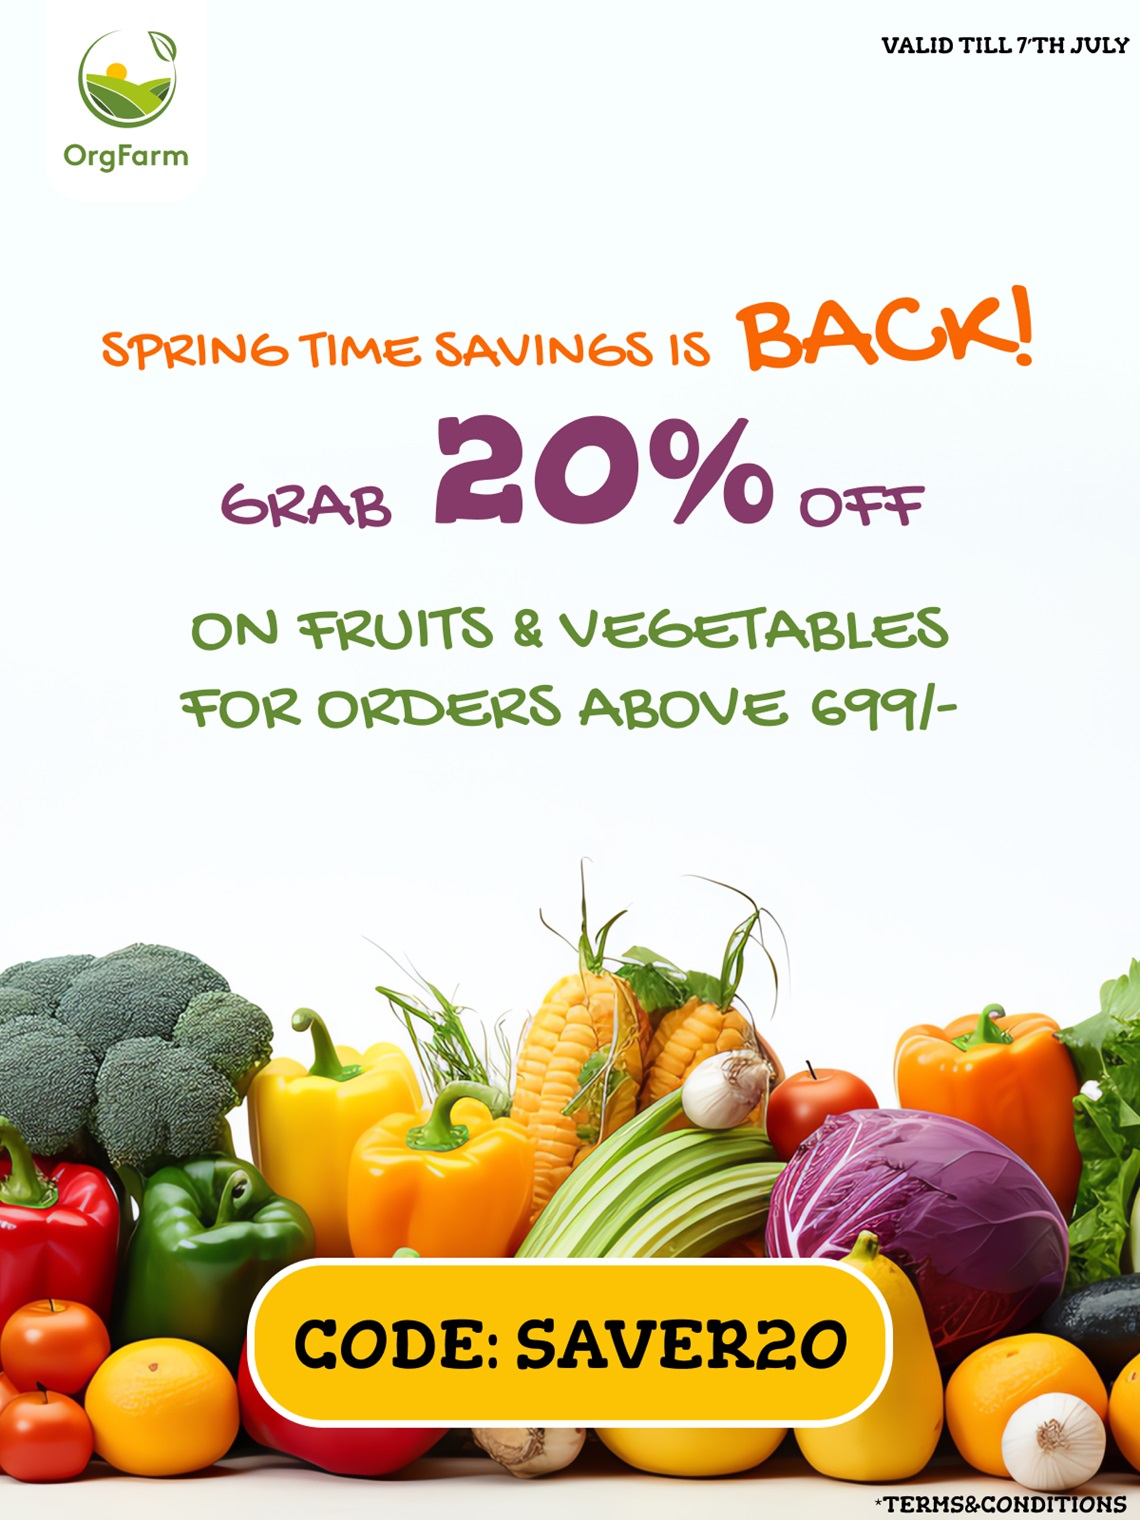 OrgFarm
VALID TILL 7'TH JULY
SPRING TIME SAVINGS IS BACK!
GRAB 20% OFF
ON FRUITS & VEGETABLES
FOR ORDERS ABOVE 699/-
CODE: SAVER20
*TERMS&CONDITIONS